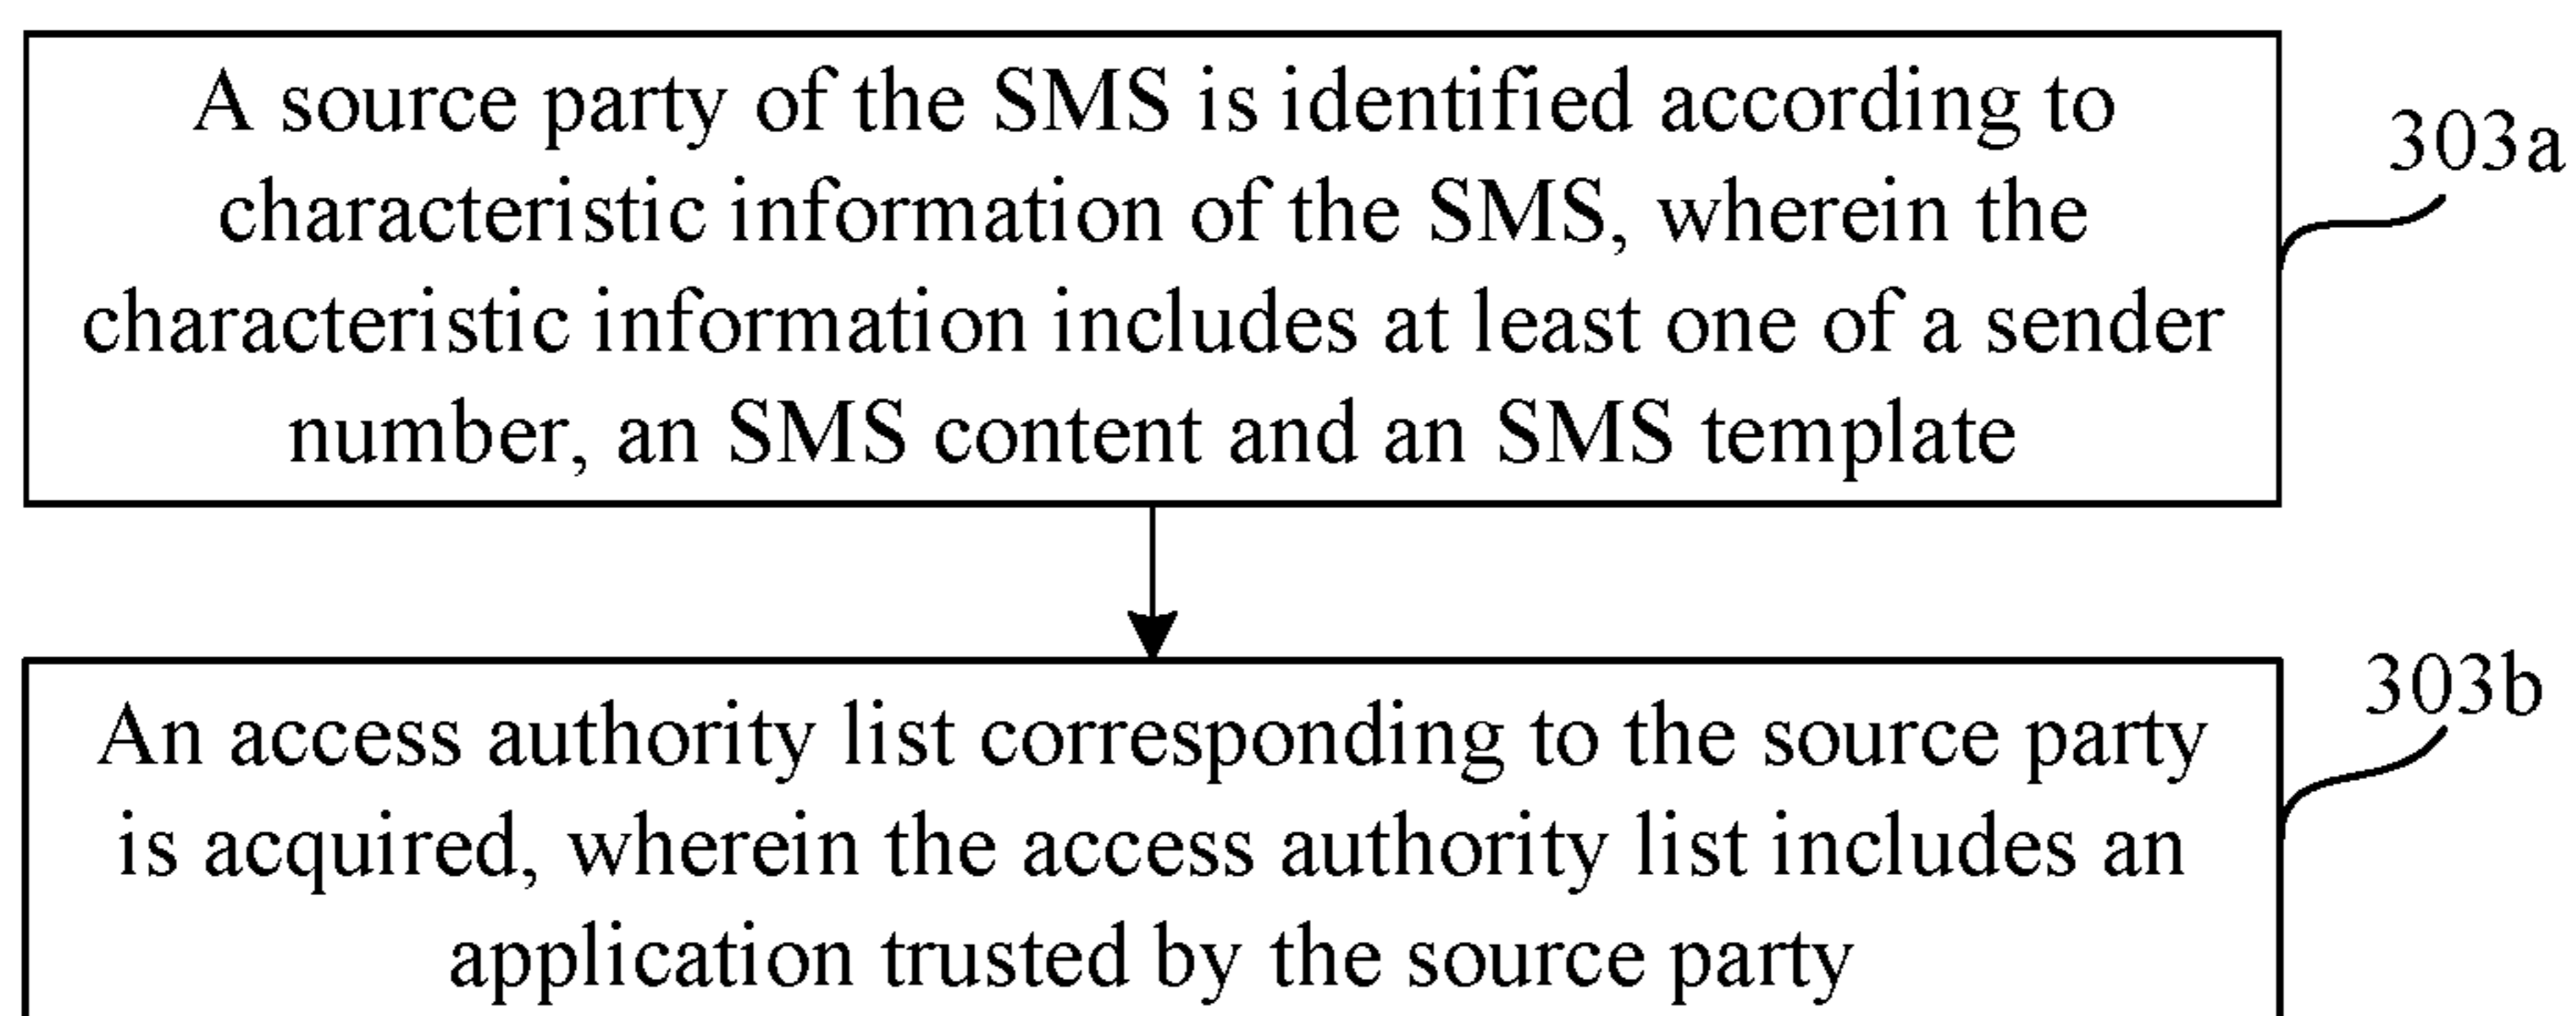 A source party of the SMS is identified according to
characteristic information of the SMS, wherein the
characteristic information includes at least one of a sender
number, an SMS content and an SMS template
303a
An access authority list corresponding to the source party
is acquired, wherein the access authority list includes an
application trusted by the source party
303b